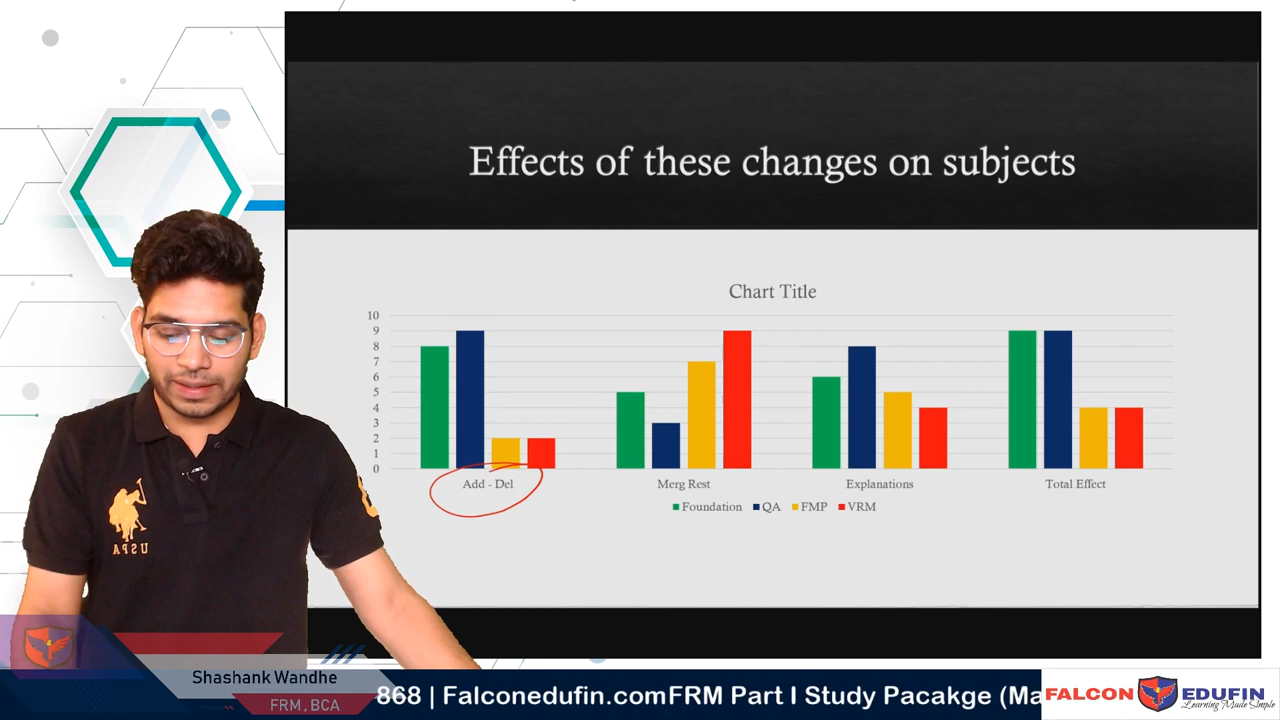 Effects of these changes on subjects
Chart Title
10
9
8
7
6
5
4
3
2
1
0
Add - Del
Merg Rest
Explanations
Total Effect
Foundation QA FMP VRM
USPA
Shashank Wandhe
FRM, BCA
868 | Falconedufin.comFRM Part I Study Pacakge (Ma
FALCON EDUFIN
Learning Made Simple